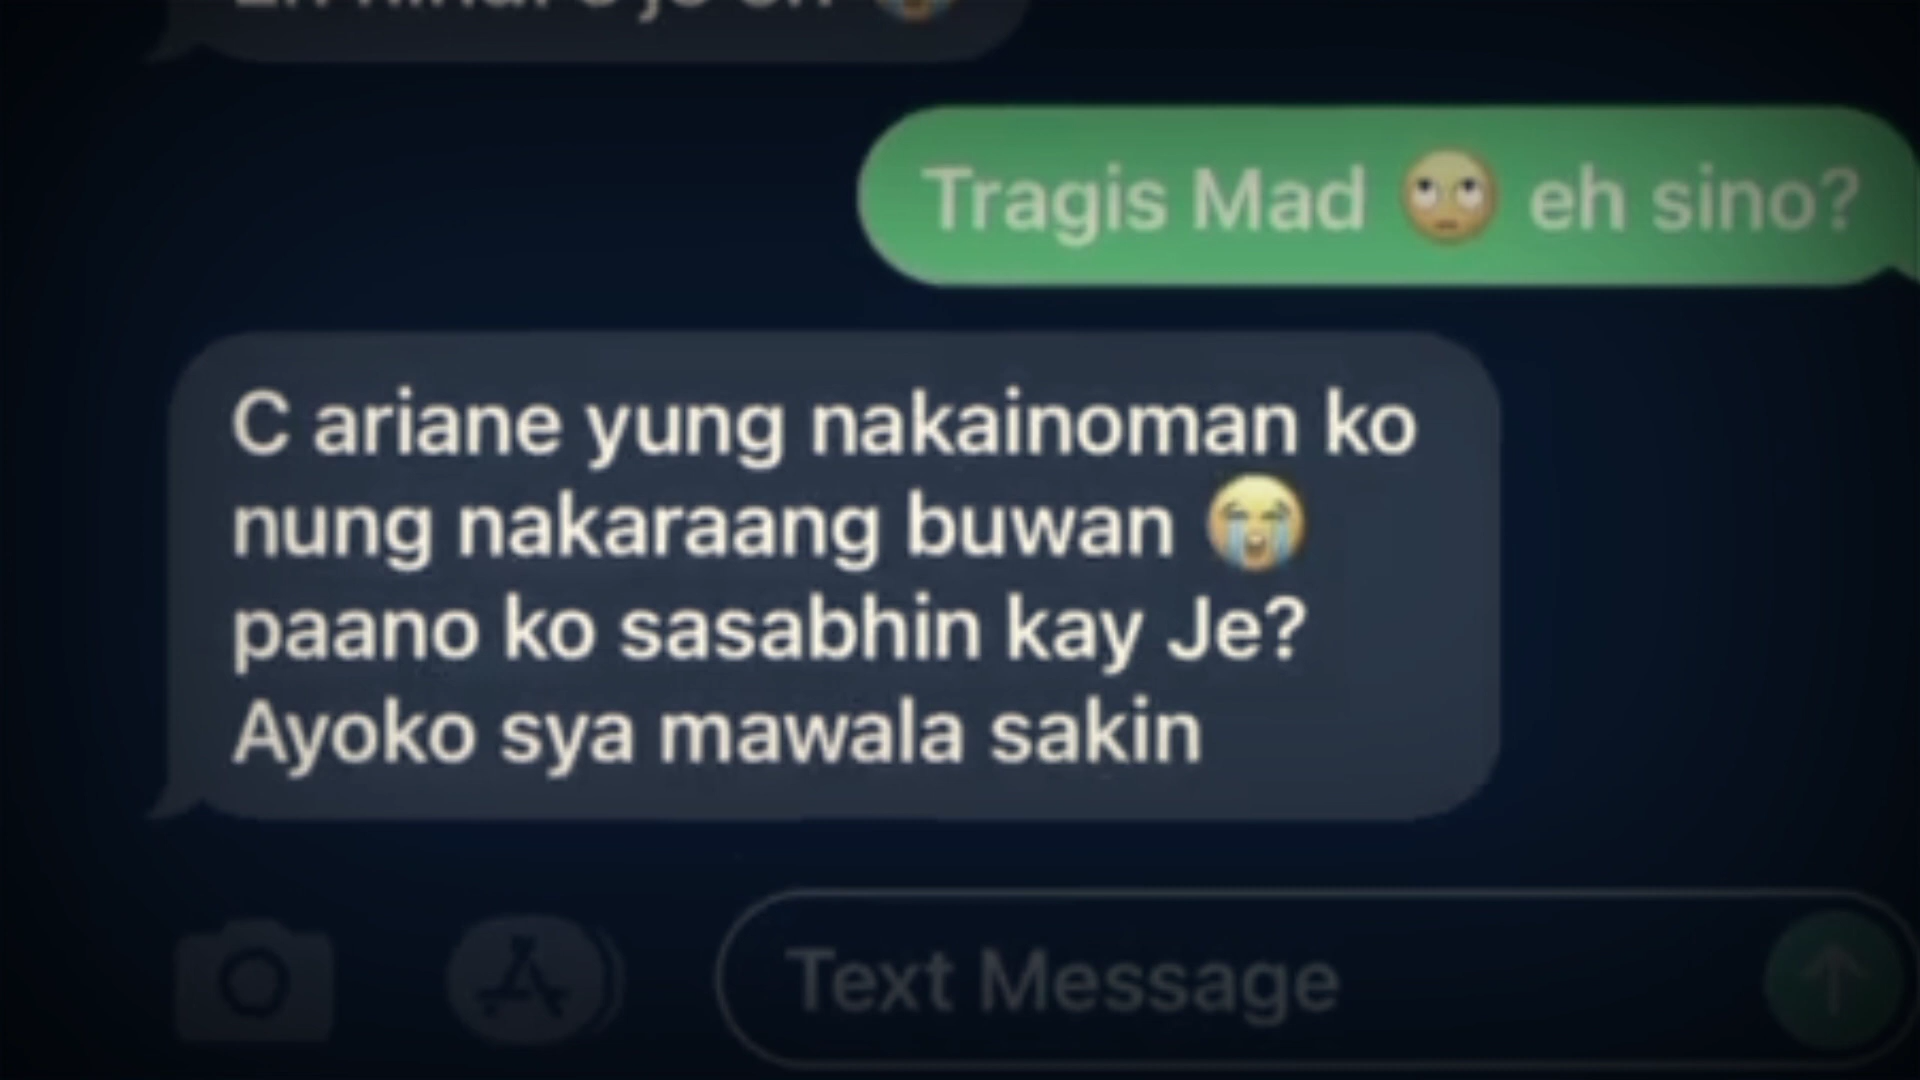 Tragis Mad 🙄 eh sino?
C ariane yung nakainoman ko
nung nakaraang buwan 😭
paano ko sasabhin kay Je?
Ayoko sya mawala sakin
Text Message